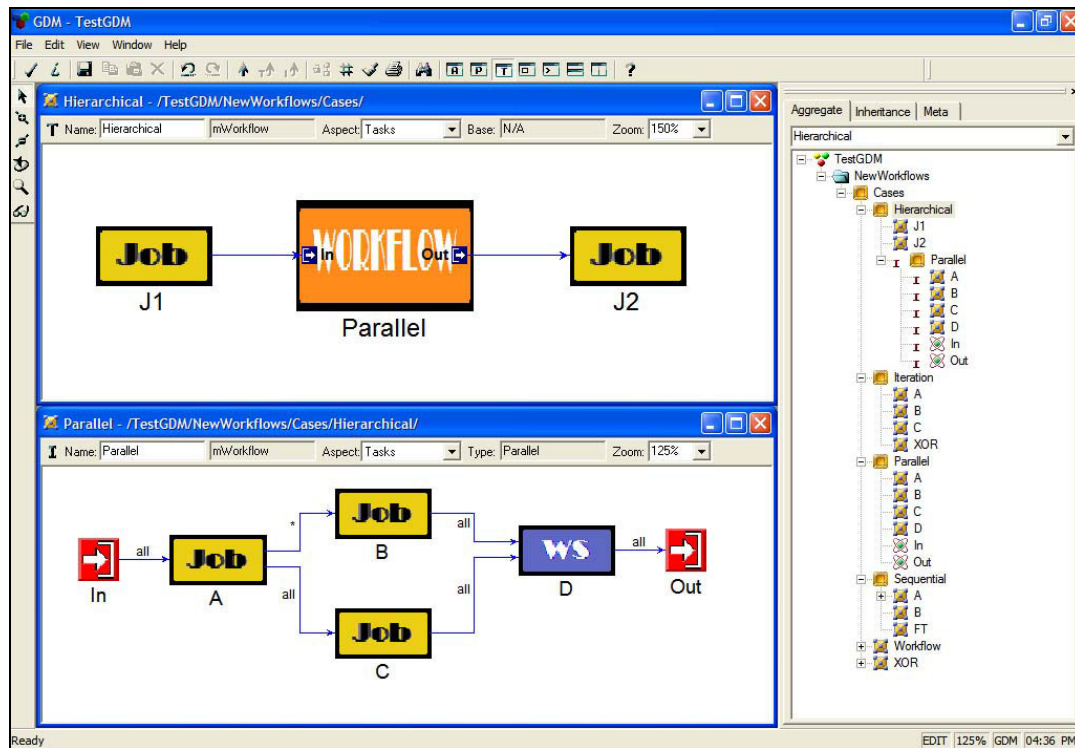 GDM - TestGDM
File Edit View Window Help
A P T ?
Hierarchical - /TestGDM/NewWorkflows/Cases/
T Name: Hierarchical mWorkflow Aspect: Tasks Base: N/A Zoom: 150%
Job WORKFLOW Job
In Out
J1 Parallel J2
Parallel - /TestGDM/NewWorkflows/Cases/Hierarchical/
I Name: Parallel mWorkflow Aspect: Tasks Type: Parallel Zoom: 125%
Job
* all
B
all Job WS all
In A D Out
all all
Job
C
Aggregate Inheritance Meta
Hierarchical
TestGDM
NewWorkflows
Cases
Hierarchical
J1
J2
I Parallel
I A
I B
I C
I D
I In
I Out
Iteration
A
B
C
XOR
Parallel
A
B
C
D
In
Out
Sequential
A
B
FT
Workflow
XOR
Ready EDIT 125% GDM 04:36 PM